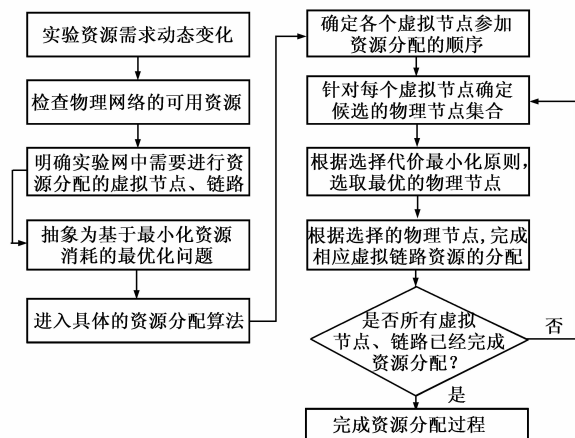 实验资源需求动态变化
检查物理网络的可用资源
明确实验网中需要进行资
源分配的虚拟节点、链路
抽象为基于最小化资源
消耗的最优化问题
进入具体的资源分配算法
确定各个虚拟节点参加
资源分配的顺序
针对每个虚拟节点确定
候选的物理节点集合
根据选择代价最小化原则,
选取最优的物理节点
根据选择的物理节点,完成
相应虚拟链路资源的分配
是否所有虚拟
节点、链路已经完成
资源分配?
否
是
完成资源分配过程